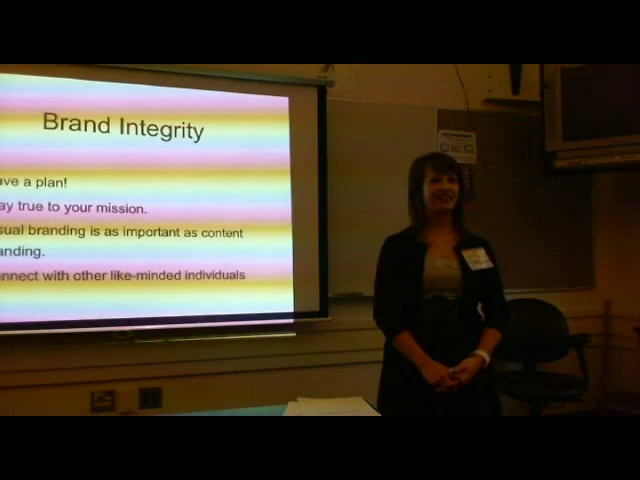 Brand Integrity
ave a plan!
ay true to your mission.
sual branding is as important as content
anding.
nnect with other like-minded individuals